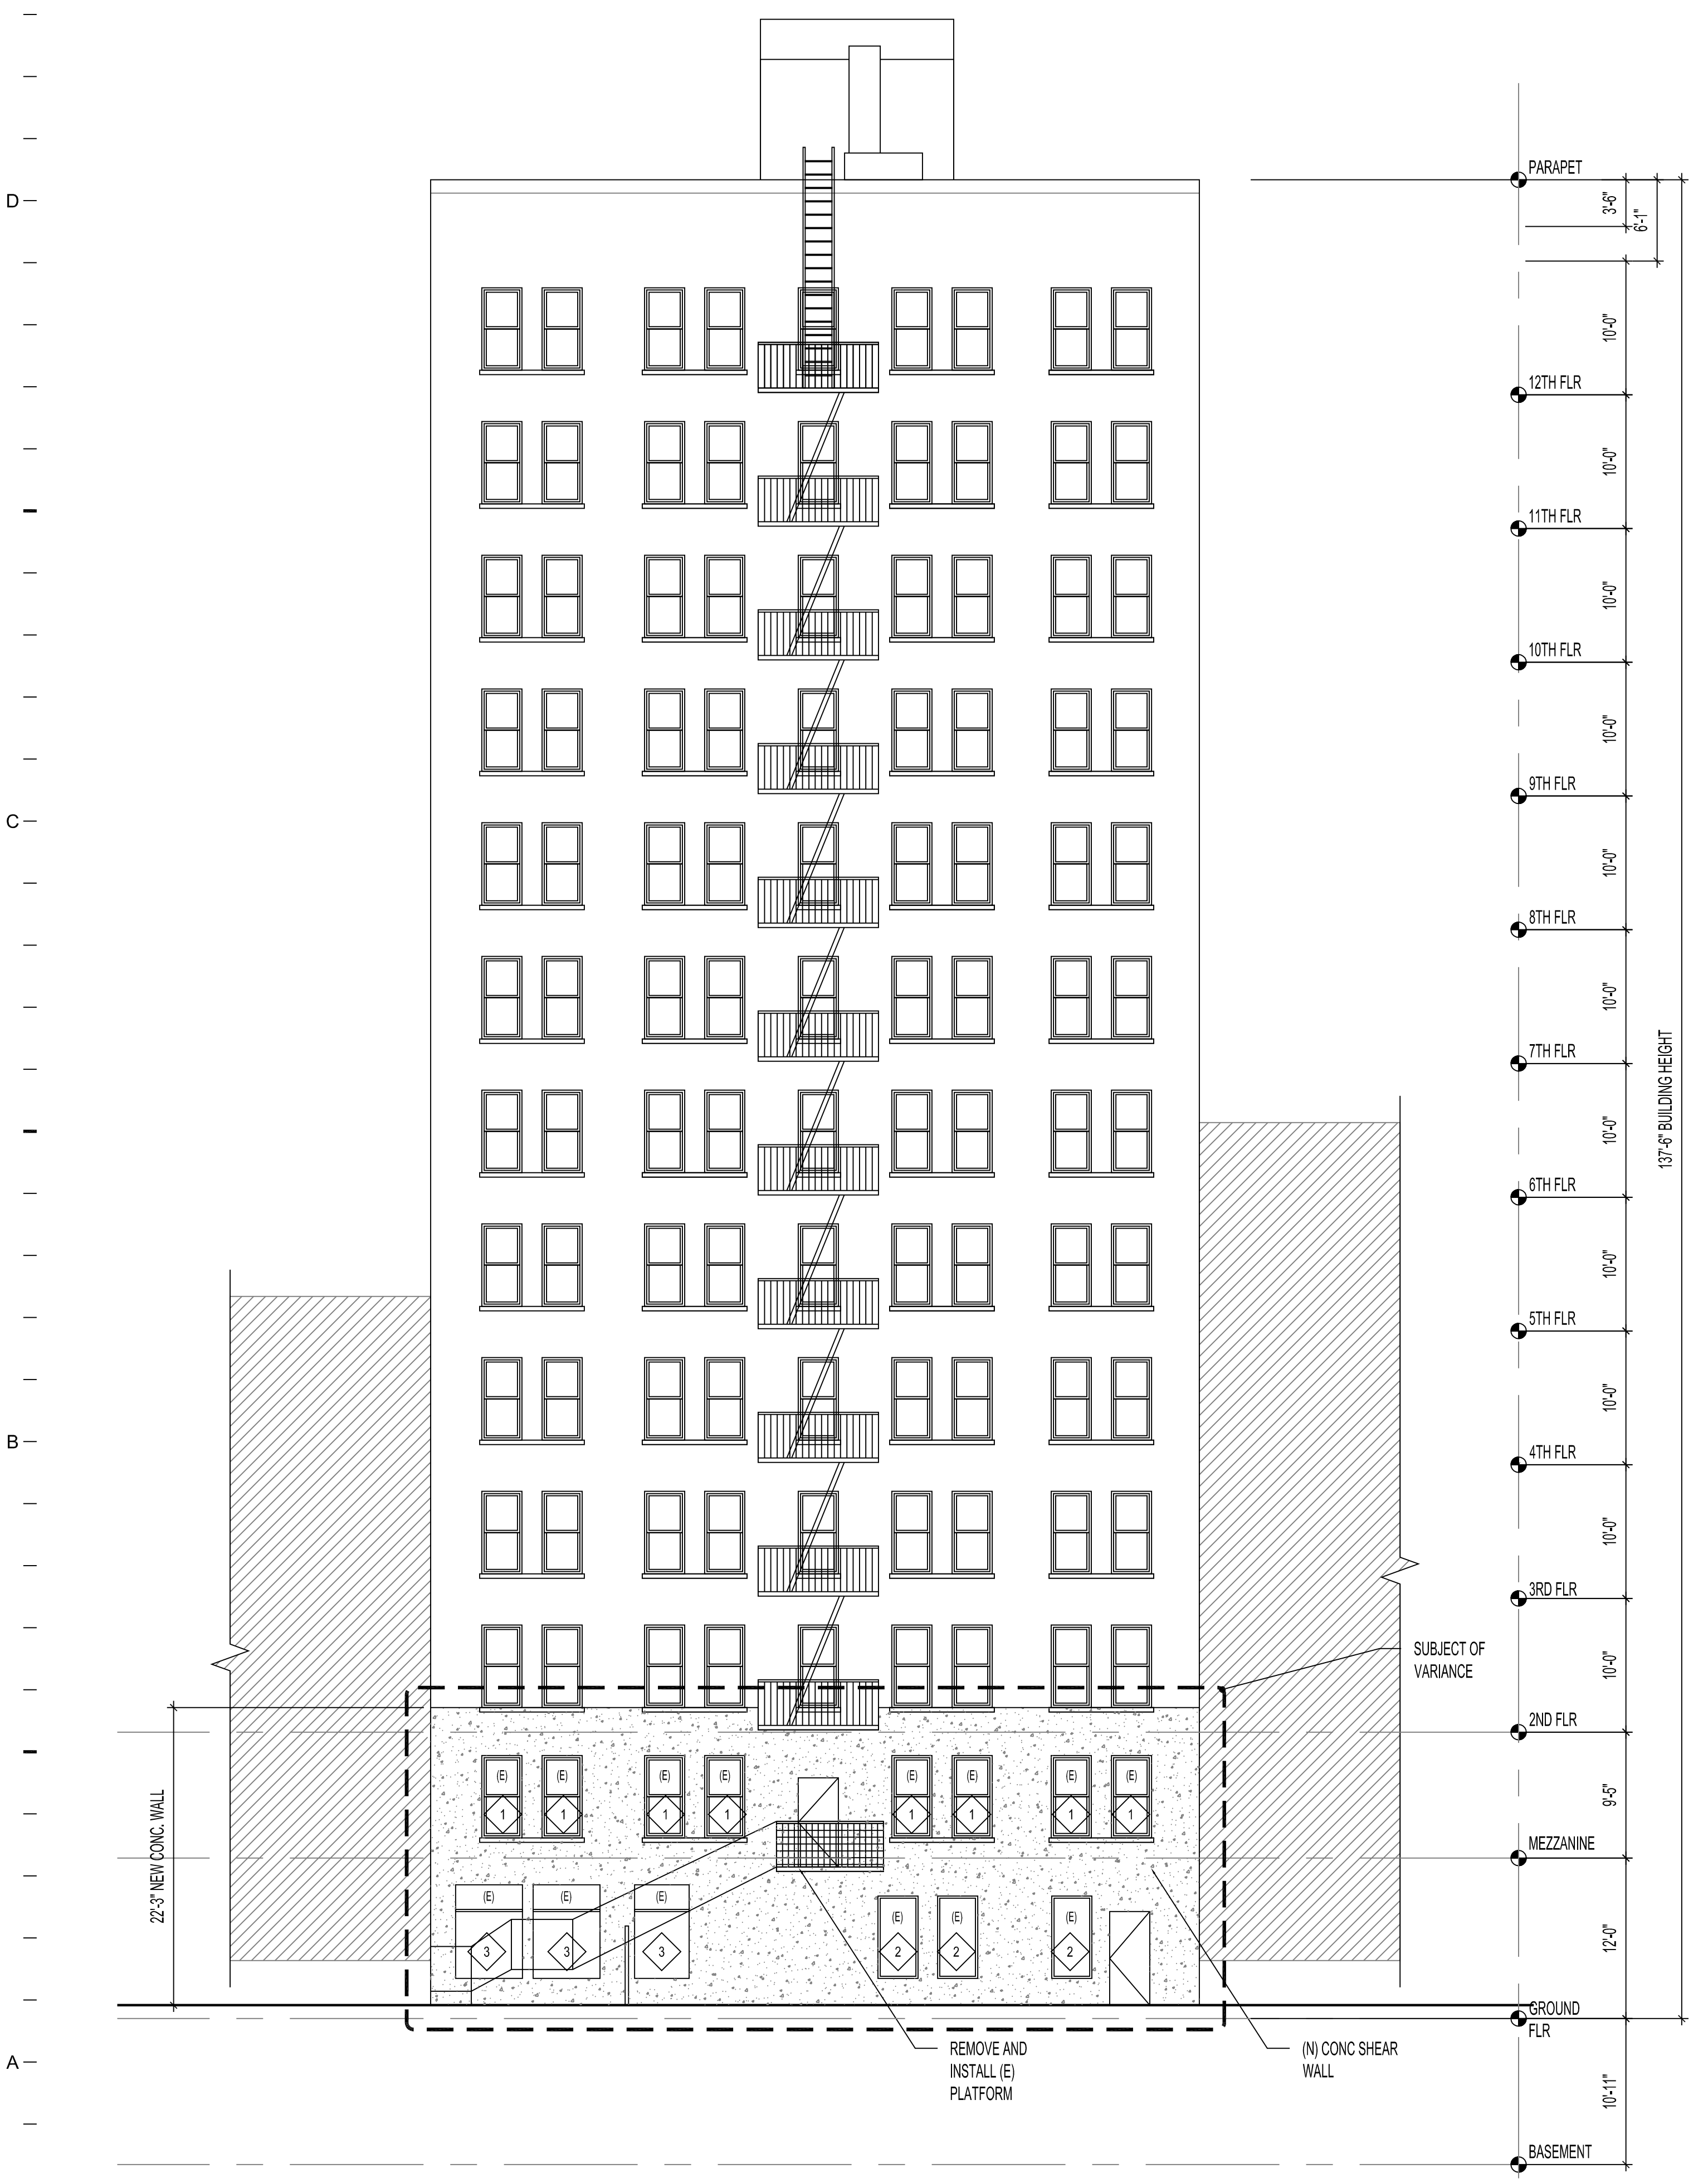 D
PARAPET
3'-6"
6'-1"
10'-0"
12TH FLR
10'-0"
11TH FLR
10'-0"
10TH FLR
10'-0"
9TH FLR
C
10'-0"
8TH FLR
10'-0"
7TH FLR
137'-6" BUILDING HEIGHT
10'-0"
6TH FLR
10'-0"
5TH FLR
10'-0"
B
4TH FLR
10'-0"
3RD FLR
10'-0"
SUBJECT OF
VARIANCE
2ND FLR
(E) (E) (E) (E) (E) (E) (E) (E)
1 1 1 1 1 1 1 1
9'-5"
MEZZANINE
22'-3" NEW CONC. WALL
(E) (E) (E) (E) (E) (E)
3 3 3 2 2 2
12'-0"
GROUND
FLR
A
REMOVE AND
INSTALL (E)
PLATFORM
(N) CONC SHEAR
WALL
10'-11"
BASEMENT